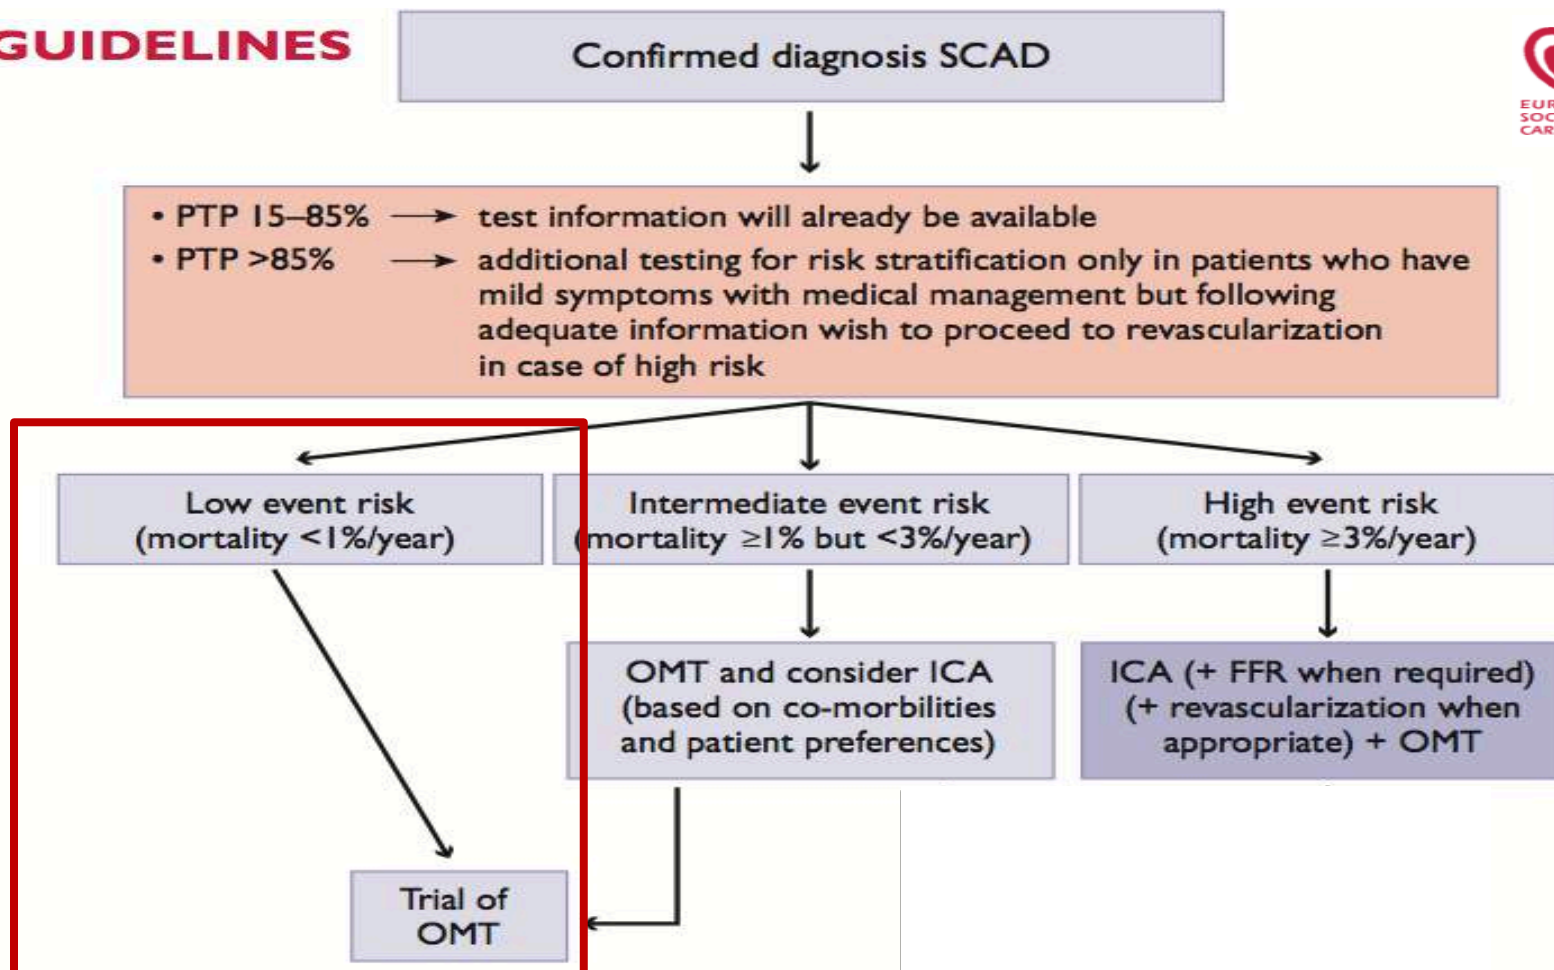 GUIDELINES
Confirmed diagnosis SCAD
EUR
SOC
CAR
• PTP 15–85% → test information will already be available
• PTP >85% → additional testing for risk stratification only in patients who have
mild symptoms with medical management but following
adequate information wish to proceed to revascularization
in case of high risk
Low event risk
(mortality <1%/year)
Intermediate event risk
(mortality ≥1% but <3%/year)
High event risk
(mortality ≥3%/year)
OMT and consider ICA
(based on co-morbilities
and patient preferences)
ICA (+ FFR when required)
(+ revascularization when
appropriate) + OMT
Trial of
OMT